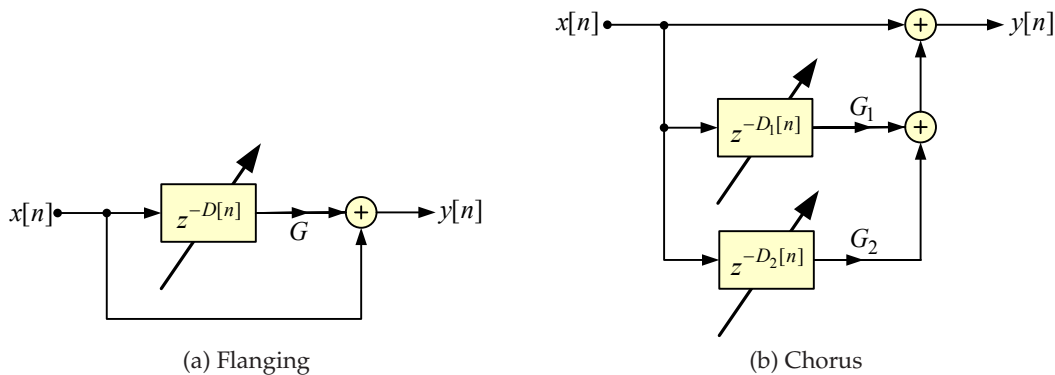 x[n]
z^{-D[n]}
G
+
y[n]
(a) Flanging
x[n]
+
y[n]
z^{-D_1[n]}
G_1
+
z^{-D_2[n]}
G_2
(b) Chorus